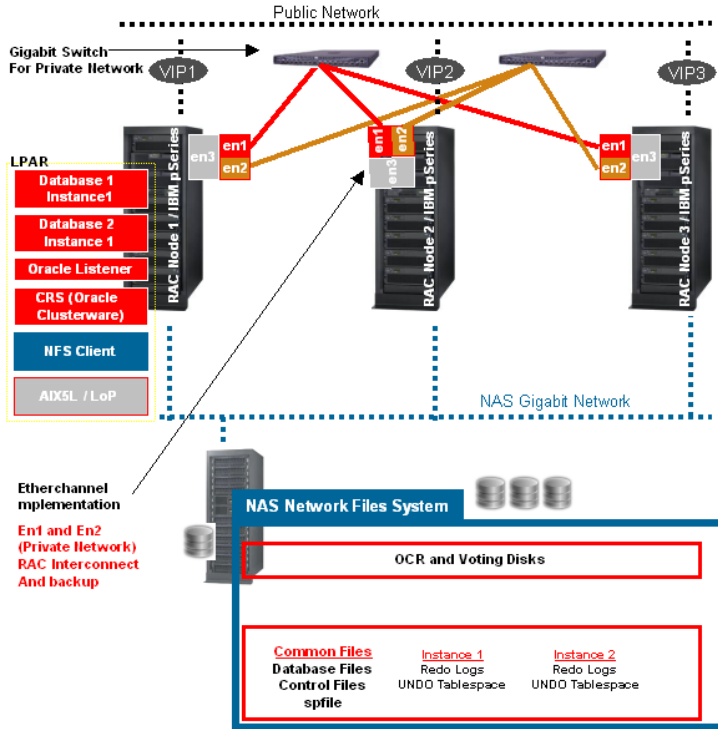 Public Network
Gigabit Switch
For Private Network
VIP1
VIP2
VIP3
LPAR
Database 1
Instance1
Database 2
Instance 1
Oracle Listener
CRS (Oracle
Clusterware)
NFS Client
AIX5L / LoP
RAC Node 1 / IBM pSeries
en3
en1
en2
en1
en2
en3
RAC Node 2 / IBM pSeries
en1
en2
en3
RAC Node 3 / IBM pSeries
NAS Gigabit Network
Etherchannel
mplementation
En1 and En2
(Private Network)
RAC Interconnect
And backup
NAS Network Files System
OCR and Voting Disks
Common Files
Database Files
Control Files
spfile
Instance 1
Redo Logs
UNDO Tablespace
Instance 2
Redo Logs
UNDO Tablespace